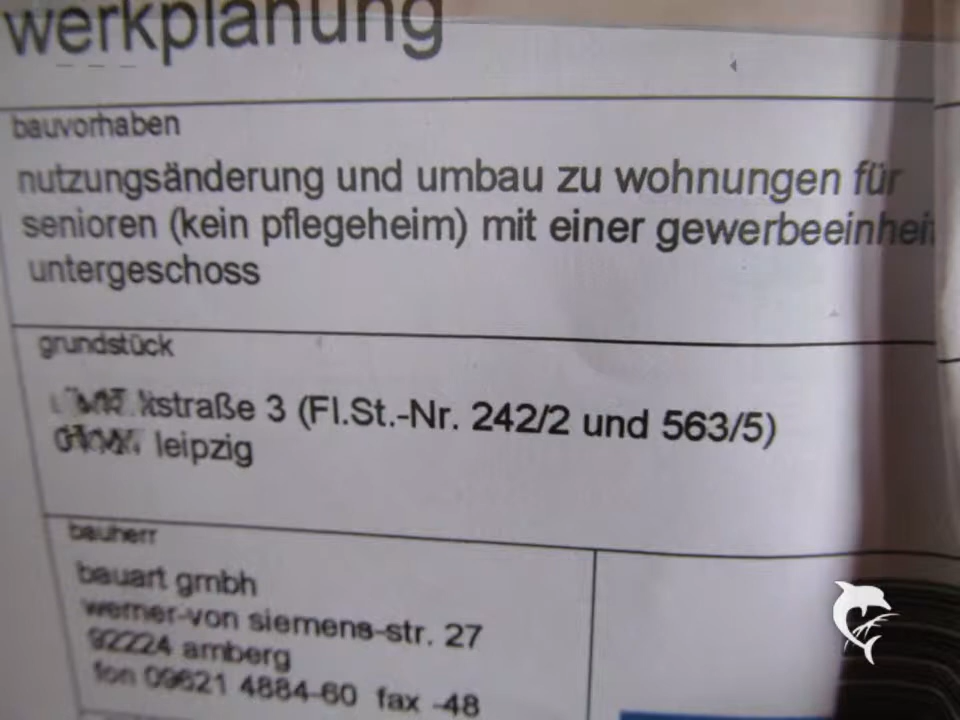 werkplanung
bauvorhaben
nutzungsänderung und umbau zu wohnungen für
senioren (kein pflegeheim) mit einer gewerbeeinheit
untergeschoss
grundstück
3 (Fl.St.-Nr. 242/2 und 563/5)
leipzig
bauherr
bauart gmbh
werner-von siemens-str. 27
92224 amberg
fon 09621 4884-60 fax -48